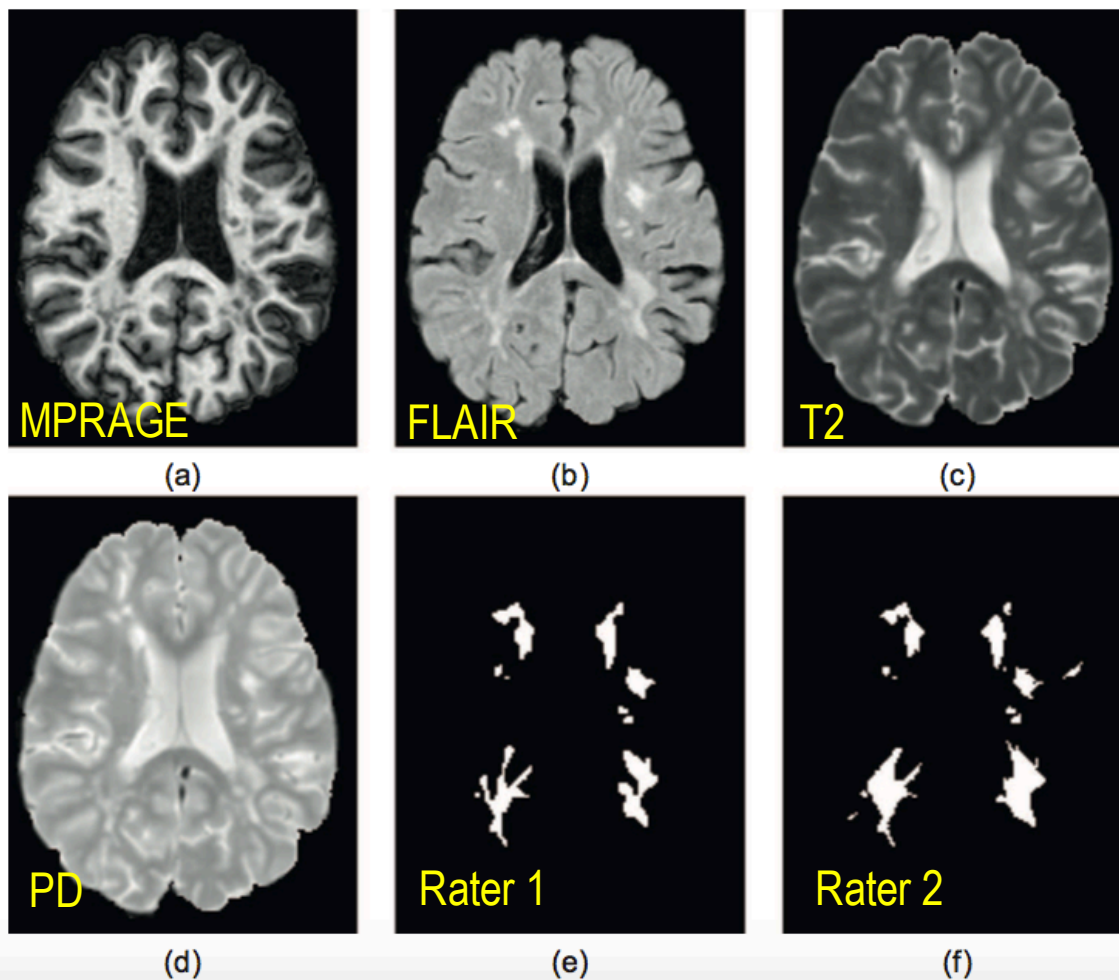 MPRAGE
FLAIR
T2
(a)
(b)
(c)
PD
Rater 1
Rater 2
(d)
(e)
(f)